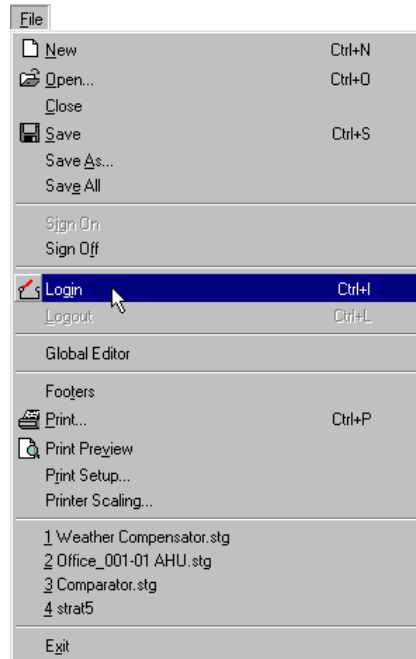 File
New Ctrl+N
Open... Ctrl+O
Close
Save Ctrl+S
Save As...
Save All
Sign On
Sign Off
Login Ctrl+I
Logout Ctrl+L
Global Editor
Footers
Print... Ctrl+P
Print Preview
Print Setup...
Printer Scaling...
1 Weather Compensator.stg
2 Office_001-01 AHU.stg
3 Comparator.stg
4 strat5
Exit